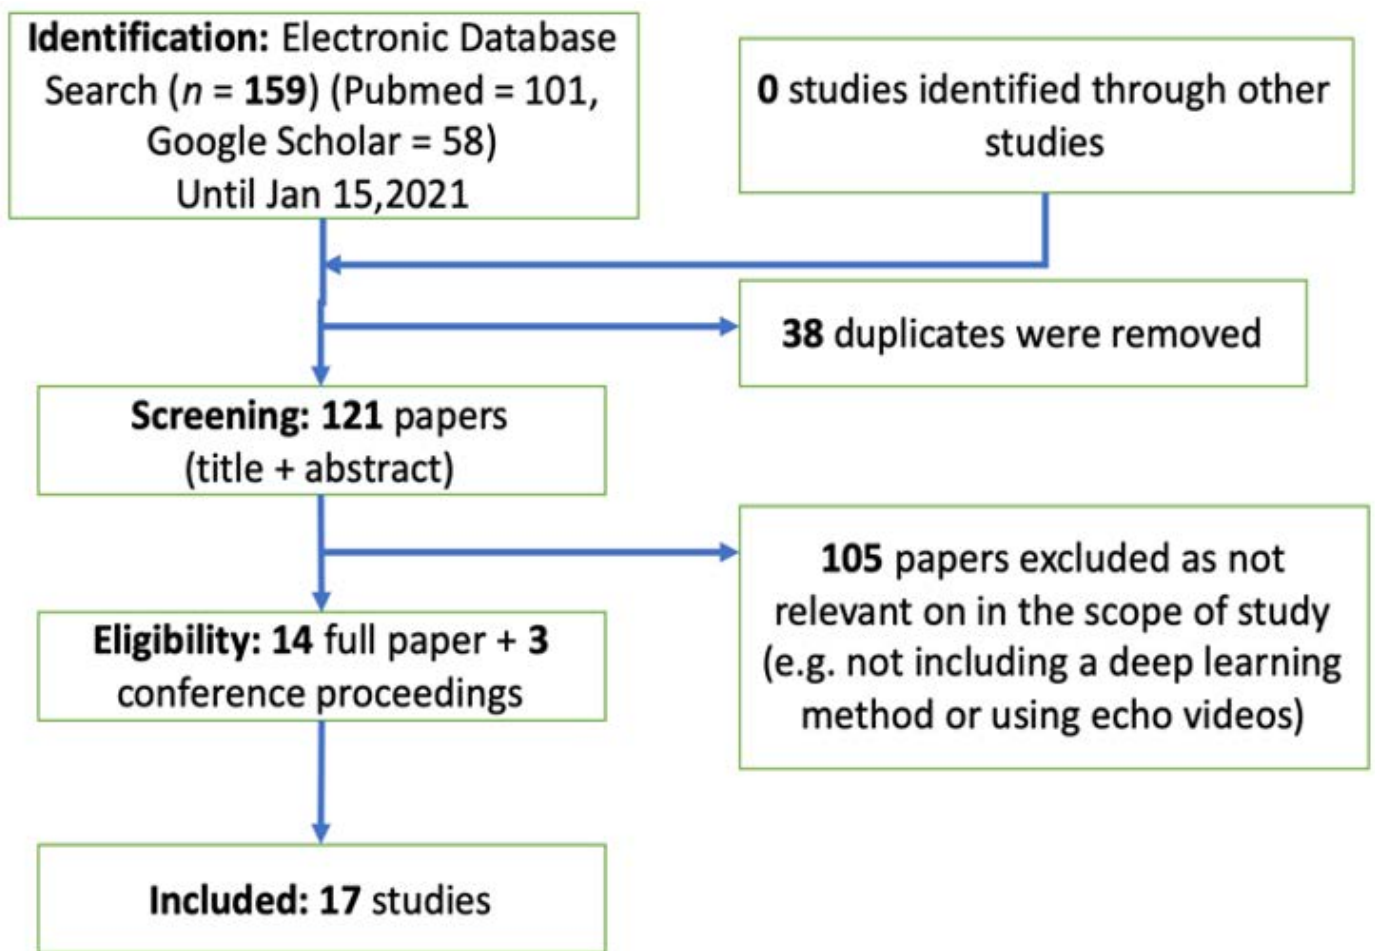 Identification: Electronic Database
Search (n = 159) (Pubmed = 101,
Google Scholar = 58)
Until Jan 15,2021
0 studies identified through other
studies
38 duplicates were removed
Screening: 121 papers
(title + abstract)
105 papers excluded as not
relevant on in the scope of study
(e.g. not including a deep learning
method or using echo videos)
Eligibility: 14 full paper + 3
conference proceedings
Included: 17 studies